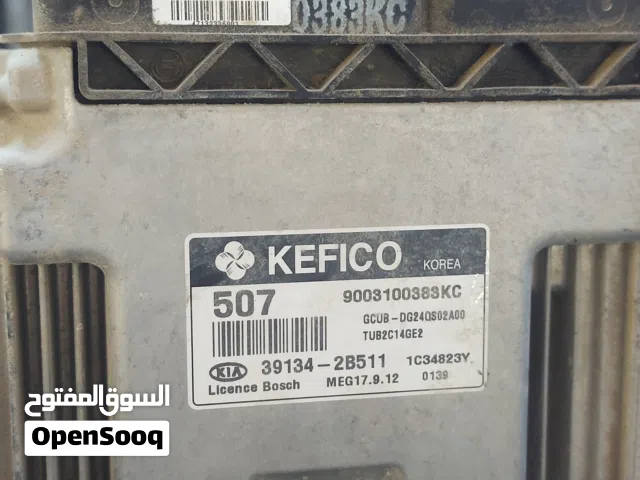 0383KC
KEFICO KOREA
507 9003100383KC
GCUB-DG24QS02A00
TUB2C14GE2
KIA 39134-2B511 1C34823Y
Licence Bosch MEG17.9.12 0139
السوق المفتوح
OpenSooq